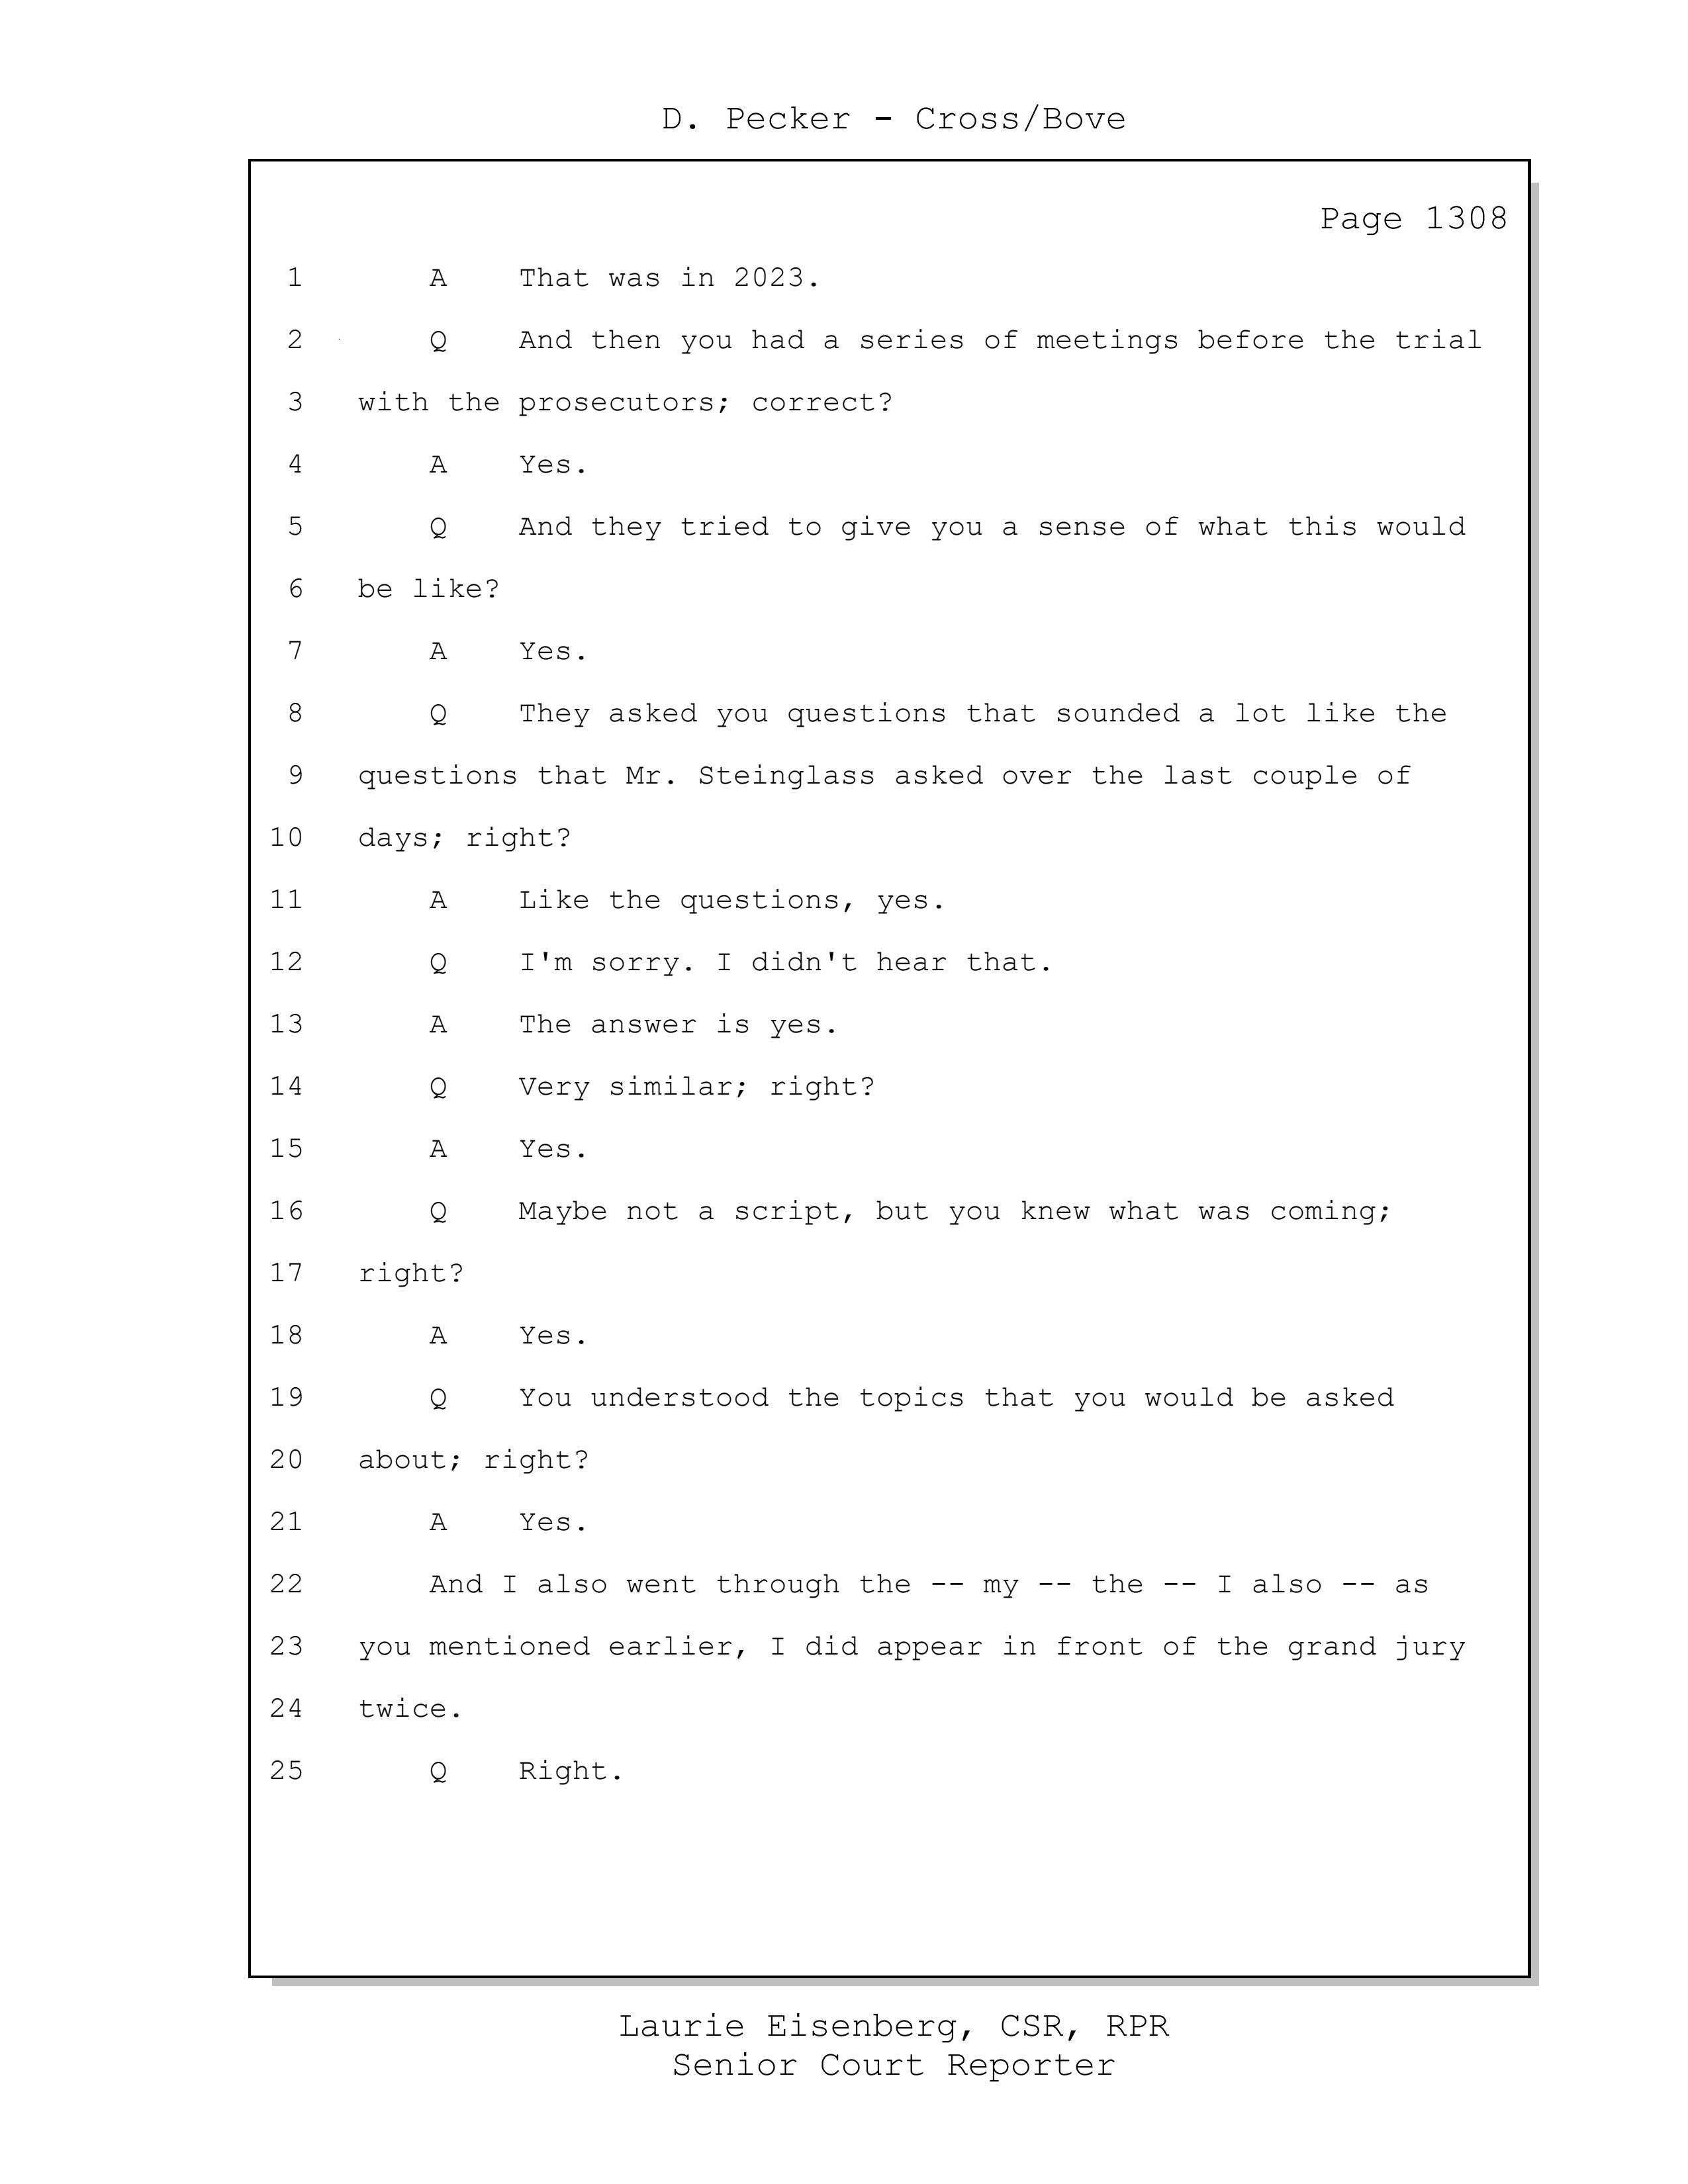 D. Pecker - Cross/Bove
Page 1308
1 A That was in 2023.
2 Q And then you had a series of meetings before the trial
3 with the prosecutors; correct?
4 A Yes.
5 Q And they tried to give you a sense of what this would
6 be like?
7 A Yes.
8 Q They asked you questions that sounded a lot like the
9 questions that Mr. Steinglass asked over the last couple of
10 days; right?
11 A Like the questions, yes.
12 Q I'm sorry. I didn't hear that.
13 A The answer is yes.
14 Q Very similar; right?
15 A Yes.
16 Q Maybe not a script, but you knew what was coming;
17 right?
18 A Yes.
19 Q You understood the topics that you would be asked
20 about; right?
21 A Yes.
22 And I also went through the -- my -- the -- I also -- as
23 you mentioned earlier, I did appear in front of the grand jury
24 twice.
25 Q Right.
Laurie Eisenberg, CSR, RPR
Senior Court Reporter